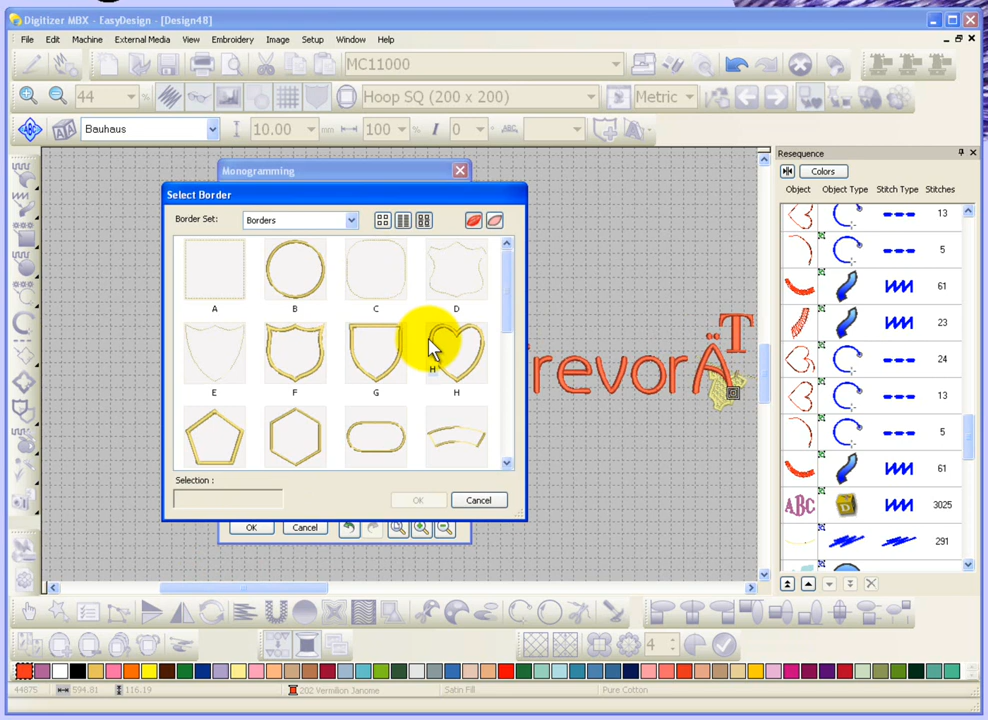 Digitizer MBX - EasyDesign - [Design48]
File Edit Machine External Media View Embroidery Image Setup Window Help
MC11000
44 % Hoop SQ (200 x 200) Metric
Bauhaus 10.00 mm 100 % 0
Monogramming
Select Border
Border Set: Borders
A B C D
E F G H
H
Selection :
OK Cancel
OK Cancel
revorÄ T
Resequence
Colors
Object Object Type Stitch Type Stitches
13
5
61
23
24
13
5
61
ABC D 3025
291
4
44875 594.81 116.19 202 Vermilion Janome Satin Fill Pure Cotton